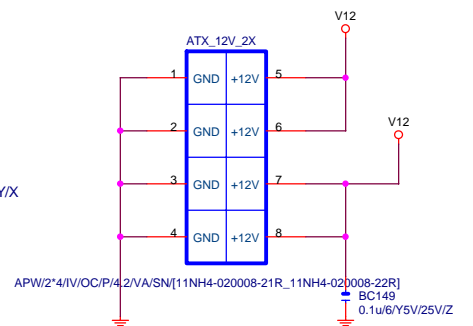 V12
ATX_12V_2X
1 GND +12V 5
V12
2 GND +12V 6
3 GND +12V 7
Y/X
4 GND +12V 8
APW/2*4/IV/OC/P/4.2/VA/SN/[11NH4-020008-21R_11NH4-020008-22R]
BC149
0.1u/6/Y5V/25V/Z